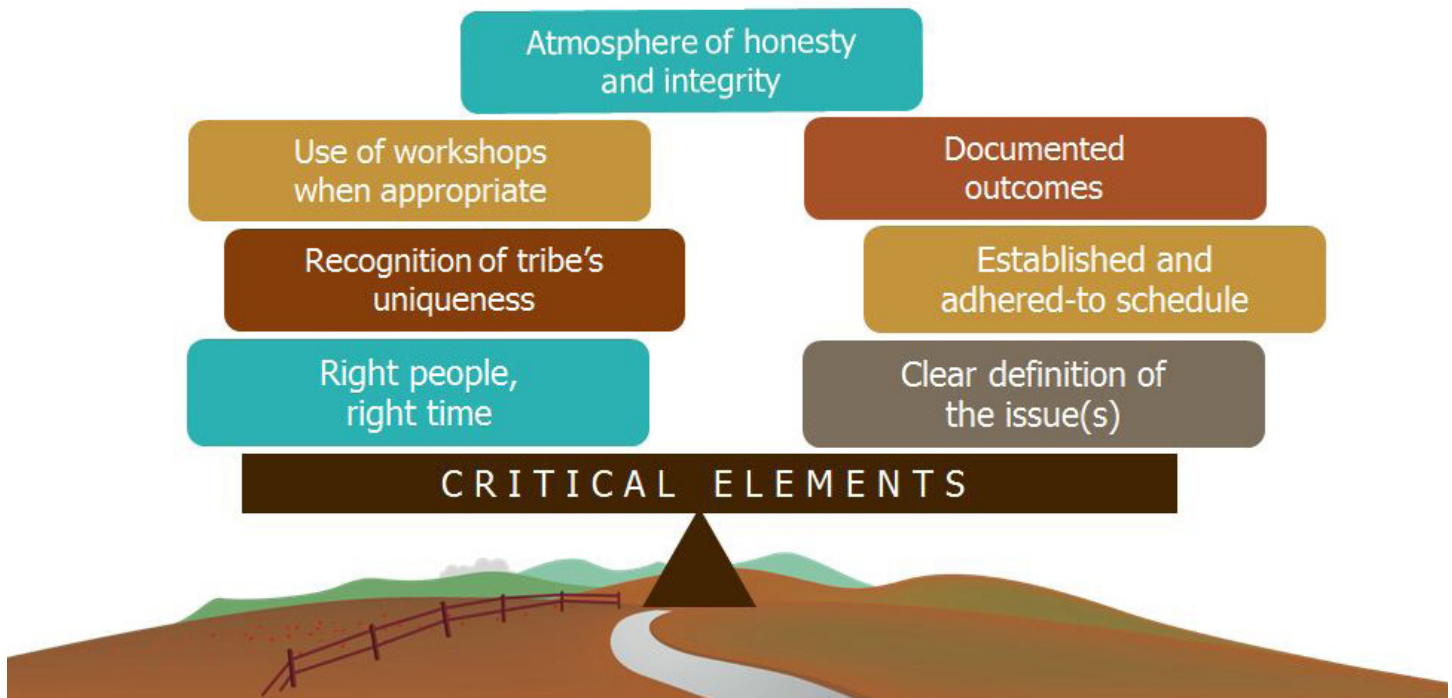 Atmosphere of honesty
and integrity
Use of workshops
when appropriate
Documented
outcomes
Recognition of tribe’s
uniqueness
Established and
adhered-to schedule
Right people,
right time
Clear definition of
the issue(s)
CRITICAL ELEMENTS